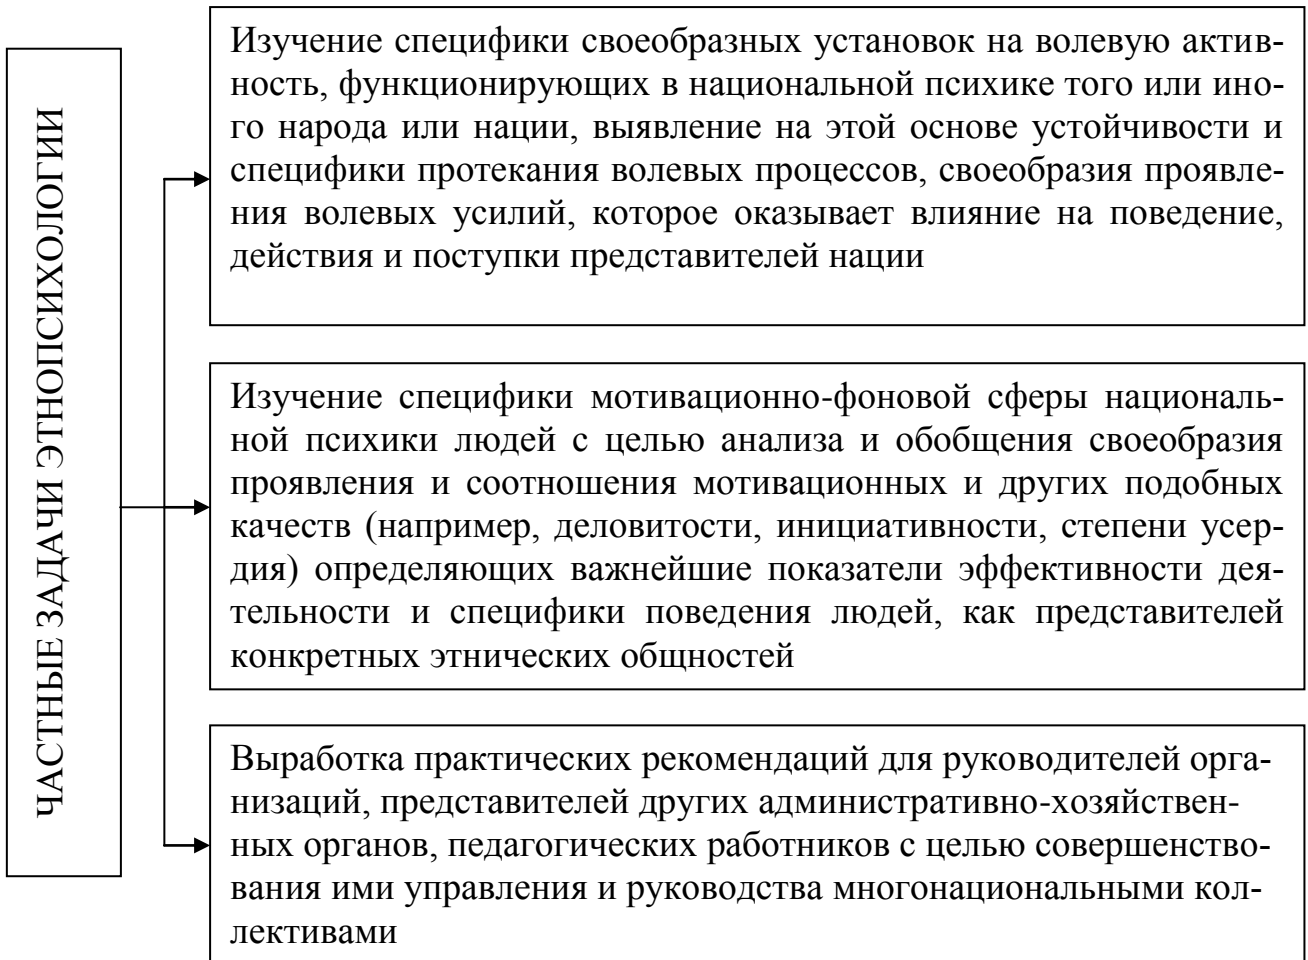 ЧАСТНЫЕ ЗАДАЧИ ЭТНОПСИХОЛОГИИ
Изучение специфики своеобразных установок на волевую актив-
ность, функционирующих в национальной психике того или ино-
го народа или нации, выявление на этой основе устойчивости и
специфики протекания волевых процессов, своеобразия проявле-
ния волевых усилий, которое оказывает влияние на поведение,
действия и поступки представителей нации
Изучение специфики мотивационно-фоновой сферы националь-
ной психики людей с целью анализа и обобщения своеобразия
проявления и соотношения мотивационных и других подобных
качеств (например, деловитости, инициативности, степени усер-
дия) определяющих важнейшие показатели эффективности дея-
тельности и специфики поведения людей, как представителей
конкретных этнических общностей
Выработка практических рекомендаций для руководителей орга-
низаций, представителей других административно-хозяйствен-
ных органов, педагогических работников с целью совершенство-
вания ими управления и руководства многонациональными кол-
лективами